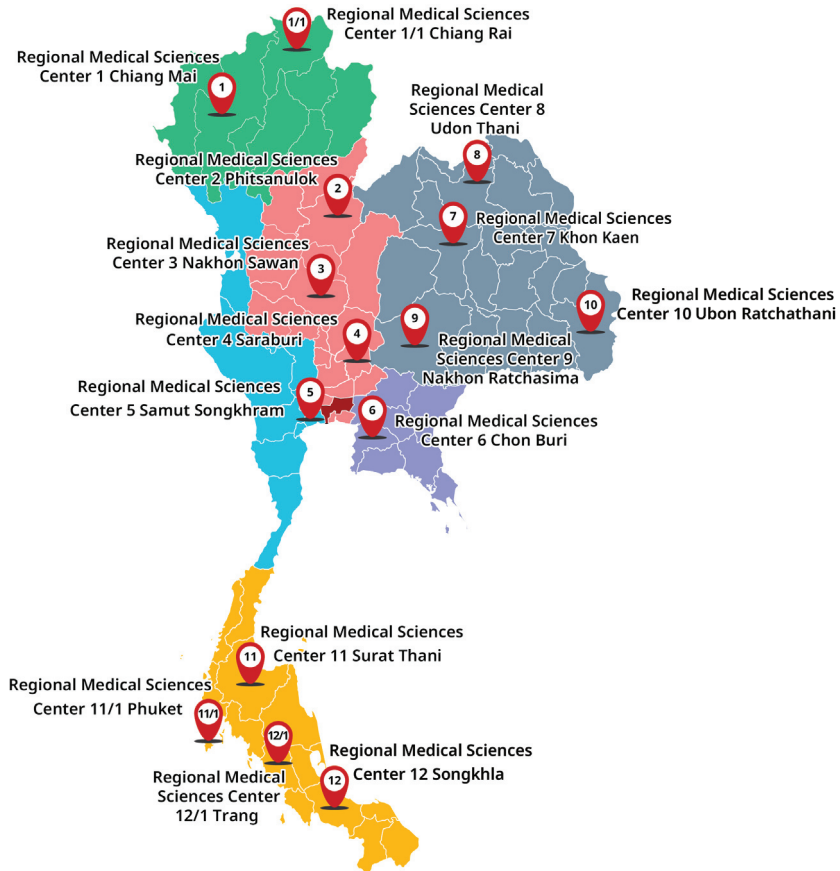 1/1
Regional Medical Sciences
Center 1/1 Chiang Rai
Regional Medical Sciences
Center 1 Chiang Mai
1
Regional Medical
Sciences Center 8
Udon Thani
8
Regional Medical Sciences
Center 2 Phitsanulok
2
7
Regional Medical Sciences
Center 7 Khon Kaen
Regional Medical Sciences
Center 3 Nakhon Sawan
3
10
Regional Medical Sciences
Center 10 Ubon Ratchathani
Regional Medical Sciences
Center 4 Saraburi
4
9
Regional Medical
Sciences Center 9
Nakhon Ratchasima
Regional Medical Sciences
Center 5 Samut Songkhram
5
6
Regional Medical Sciences
Center 6 Chon Buri
11
Regional Medical Sciences
Center 11 Surat Thani
Regional Medical Sciences
Center 11/1 Phuket
11/1
12/1
Regional Medical
Sciences Center
12/1 Trang
Regional Medical Sciences
Center 12 Songkhla
12